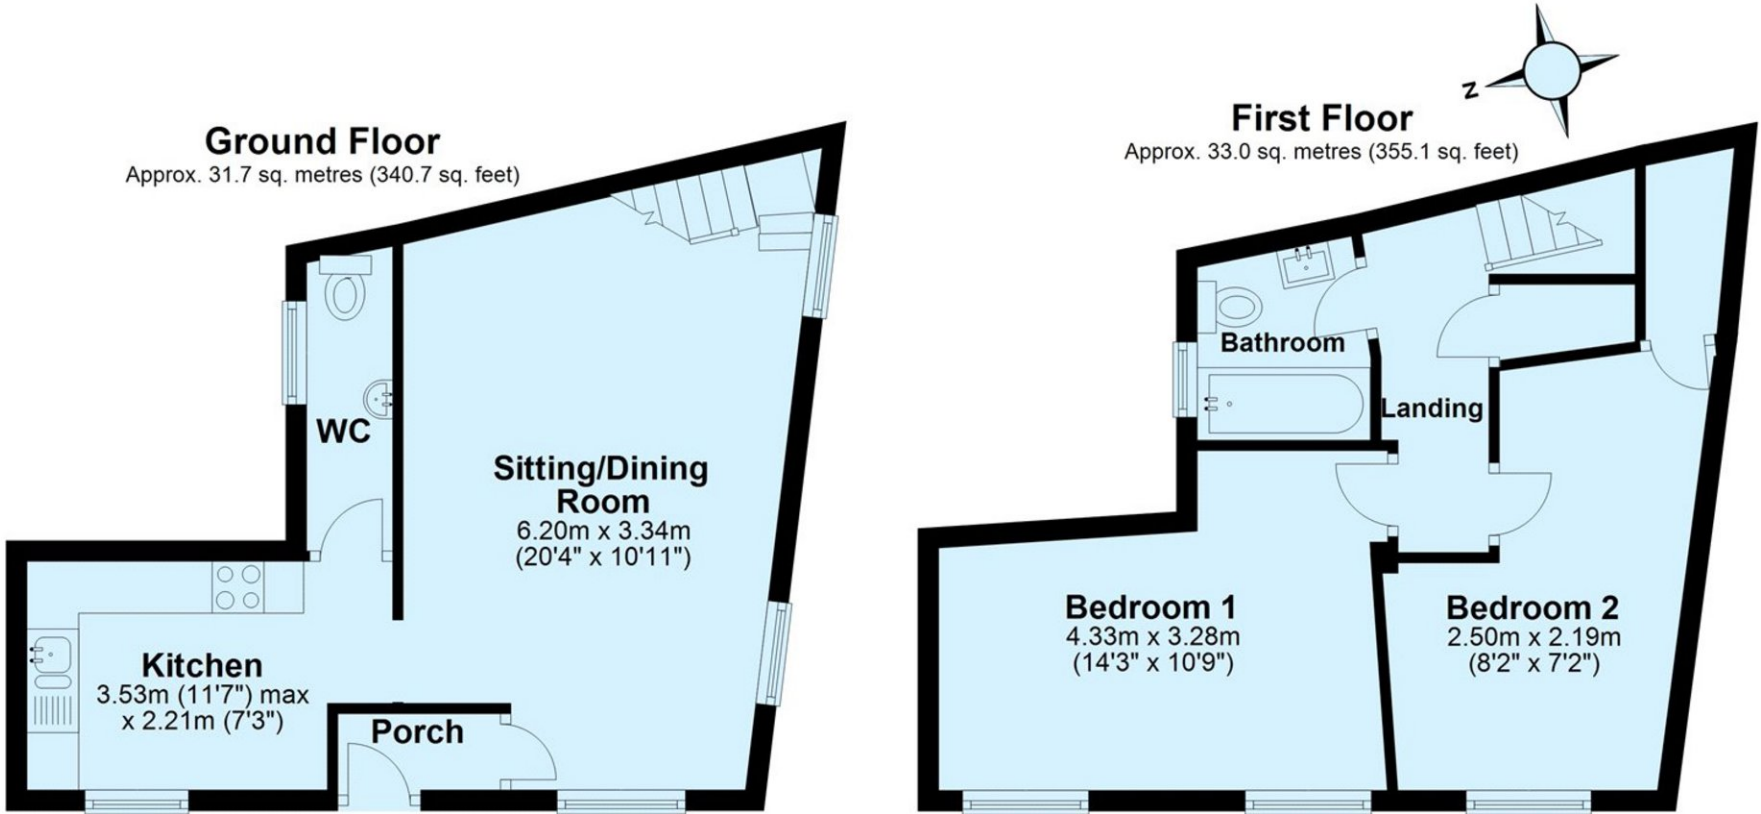 Ground Floor
Approx. 31.7 sq. metres (340.7 sq. feet)
WC
Sitting/Dining
Room
6.20m x 3.34m
(20'4" x 10'11")
Kitchen
3.53m (11'7") max
x 2.21m (7'3")
Porch
N
First Floor
Approx. 33.0 sq. metres (355.1 sq. feet)
Bathroom
Landing
Bedroom 1
4.33m x 3.28m
(14'3" x 10'9")
Bedroom 2
2.50m x 2.19m
(8'2" x 7'2")